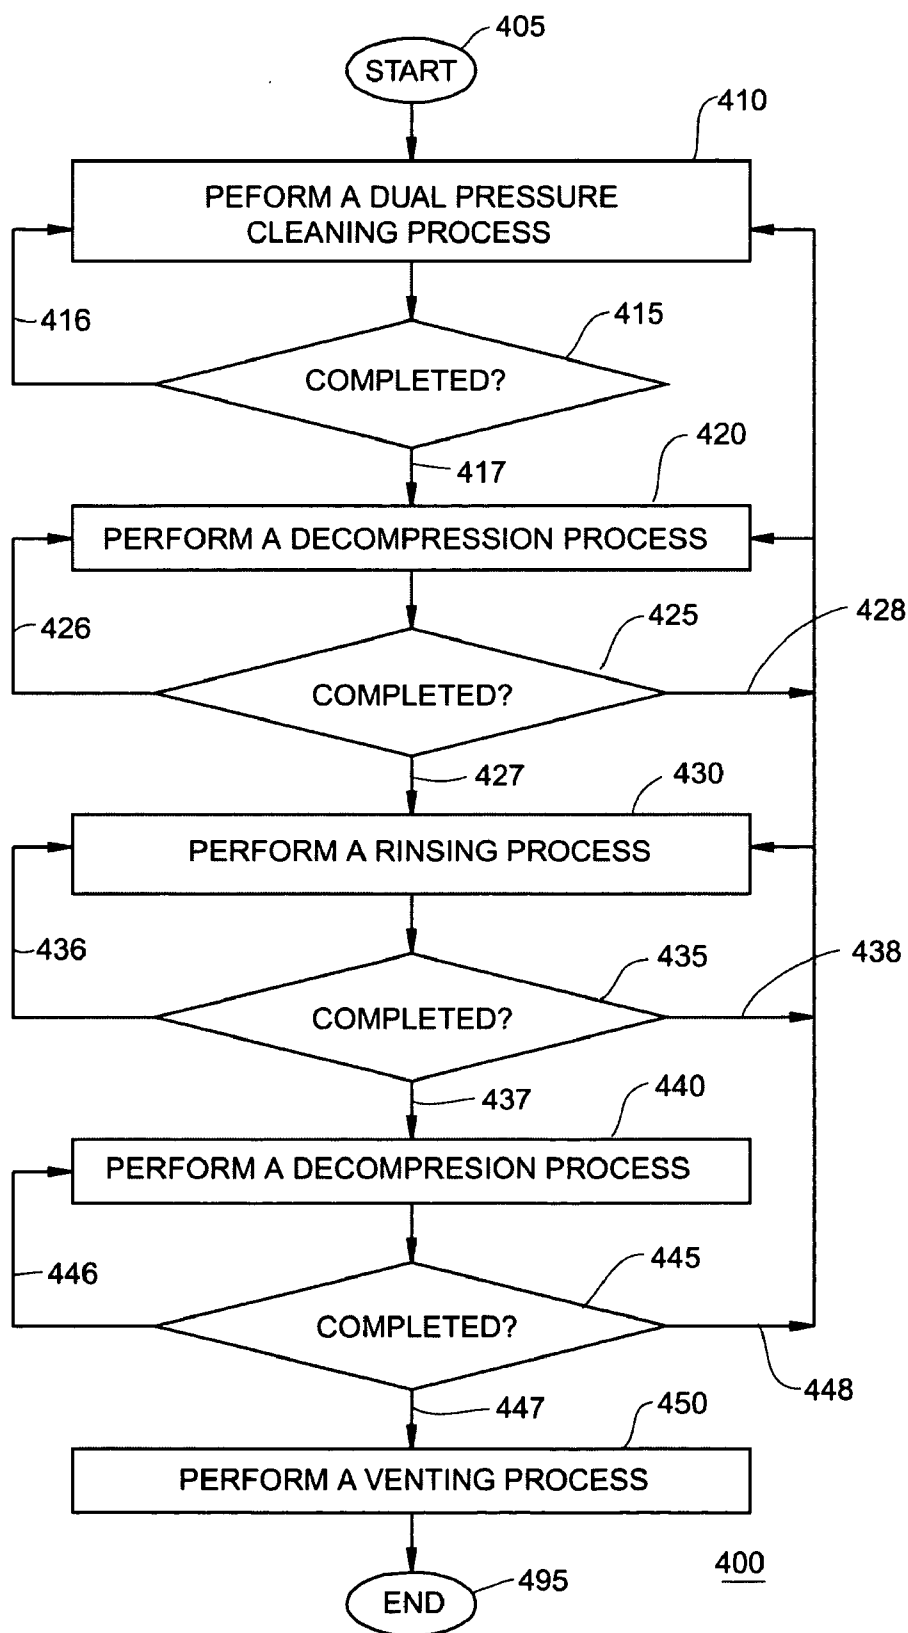 405
START
410
PEFORM A DUAL PRESSURE
CLEANING PROCESS
416
415
COMPLETED?
417
420
PERFORM A DECOMPRESSION PROCESS
426
425
428
COMPLETED?
427
430
PERFORM A RINSING PROCESS
436
435
438
COMPLETED?
437
440
PERFORM A DECOMPRESION PROCESS
446
445
COMPLETED?
448
447
450
PERFORM A VENTING PROCESS
400
495
END